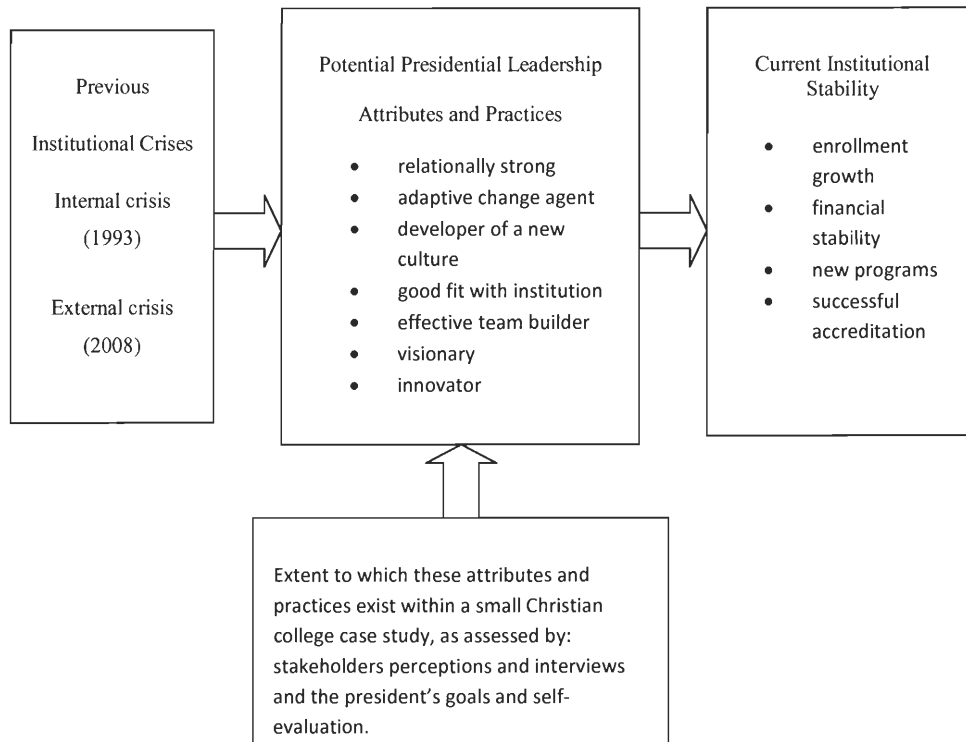 Previous
Institutional Crises
Internal crisis
(1993)
External crisis
(2008)
Potential Presidential Leadership
Attributes and Practices
• relationally strong
• adaptive change agent
• developer of a new
culture
• good fit with institution
• effective team builder
• visionary
• innovator
Current Institutional
Stability
• enrollment
growth
• financial
stability
• new programs
• successful
accreditation
Extent to which these attributes and
practices exist within a small Christian
college case study, as assessed by:
stakeholders perceptions and interviews
and the president's goals and self-
evaluation.